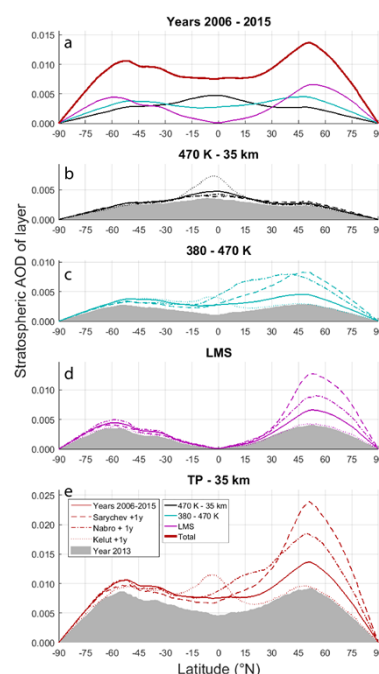 Years 2006 - 2015
a
0.015
0.010
0.005
0.000
-90 -75 -60 -45 -30 -15 0 15 30 45 60 75 9
470 K - 35 km
b
0.005
0.000
-90 -75 -60 -45 -30 -15 0 15 30 45 60 75 90
380 - 470 K
c
0.010
0.005
0.000
-90 -75 -60 -45 -30 -15 0 15 30 45 60 75 90
LMS
d
0.015
0.010
0.005
0.000
-90 -75 -60 -45 -30 -15 0 15 30 45 60 75 90
TP - 35 km
e
0.025
0.020
0.015
0.010
0.005
0.000
Years 2006-2015
Sarychev +1y
Nabro + 1y
Kelut +1y
Year 2013
470 K - 35 km
380 - 470 K
LMS
Total
-90 -75 -60 -45 -30 -15 0 15 30 45 60 75 90
Stratospheric AOD of layer
Latitude (°N)